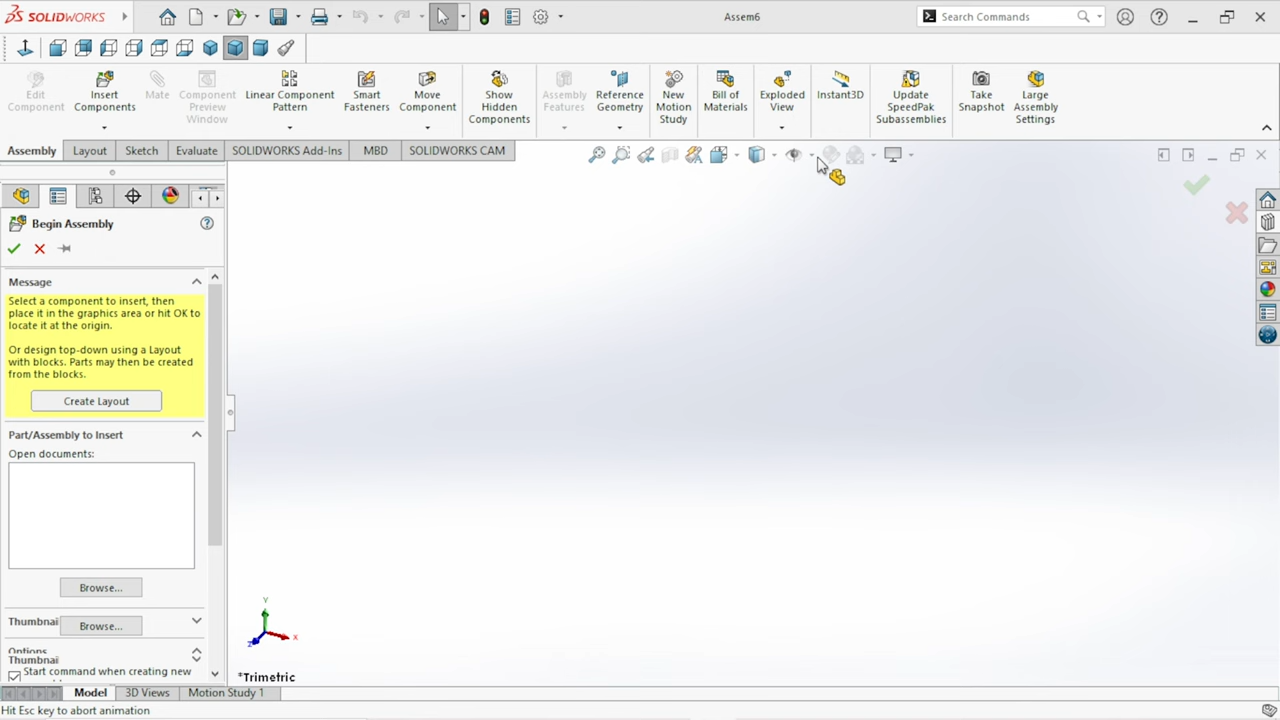 SOLIDWORKS
Assem6
Search Commands
Edit
Component
Insert
Components
Mate
Component
Preview
Window
Linear Component
Pattern
Smart
Fasteners
Move
Component
Show
Hidden
Components
Assembly
Features
Reference
Geometry
New
Motion
Study
Bill of
Materials
Exploded
View
Instant3D
Update
SpeedPak
Subassemblies
Take
Snapshot
Large
Assembly
Settings
Assembly
Layout
Sketch
Evaluate
SOLIDWORKS Add-Ins
MBD
SOLIDWORKS CAM
Begin Assembly
Message
Select a component to insert, then
place it in the graphics area or hit OK to
locate it at the origin.
Or design top-down using a Layout
with blocks. Parts may then be created
from the blocks.
Create Layout
Part/Assembly to Insert
Open documents:
Browse...
Thumbnai
Browse...
Options
Thumbnai
Start command when creating new
Y
X
Z
*Trimetric
Model
3D Views
Motion Study 1
Hit Esc key to abort animation